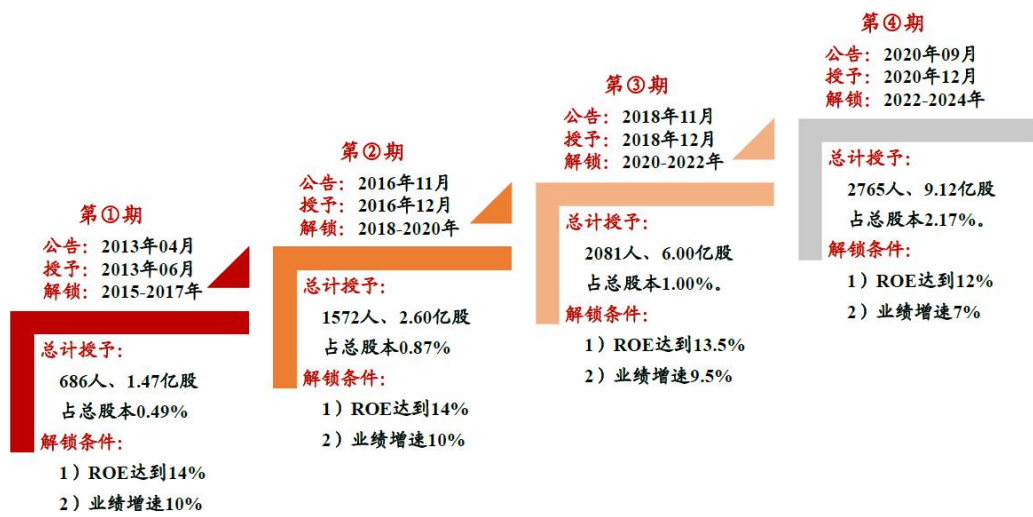 第①期
公告：2013年04月
授予：2013年06月
解锁：2015-2017年
总计授予：
686人、1.47亿股
占总股本0.49%
解锁条件：
1）ROE达到14%
2）业绩增速10%
第②期
公告：2016年11月
授予：2016年12月
解锁：2018-2020年
总计授予：
1572人、2.60亿股
占总股本0.87%
解锁条件：
1）ROE达到14%
2）业绩增速10%
第③期
公告：2018年11月
授予：2018年12月
解锁：2020-2022年
总计授予：
2081人、6.00亿股
占总股本1.00%。
解锁条件：
1）ROE达到13.5%
2）业绩增速9.5%
第④期
公告：2020年09月
授予：2020年12月
解锁：2022-2024年
总计授予：
2765人、9.12亿股
占总股本2.17%。
解锁条件：
1）ROE达到12%
2）业绩增速7%